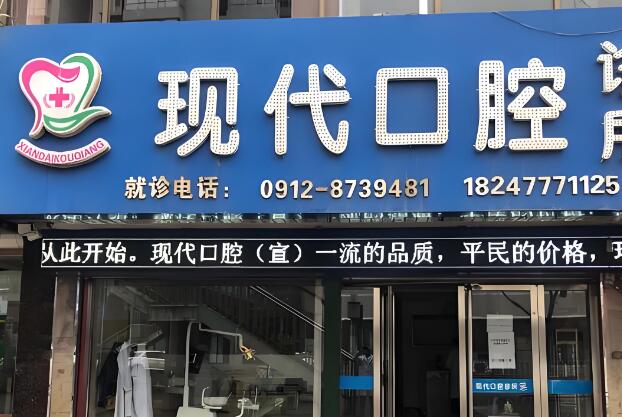 现代口腔
XIANDAIKOUQIANG
就诊电话： 0912-8739481 18247771125
从此开始。现代口腔（宣）一流的品质，平民的价格，
现代口腔诊所